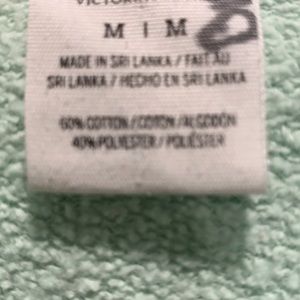 M | M
MADE IN SRI LANKA / FAIT AU
SRI LANKA / HECHO EN SRI LANKA
60% COTTON / COTON / ALGODÓN
40% POLYESTER / POLIÉSTER